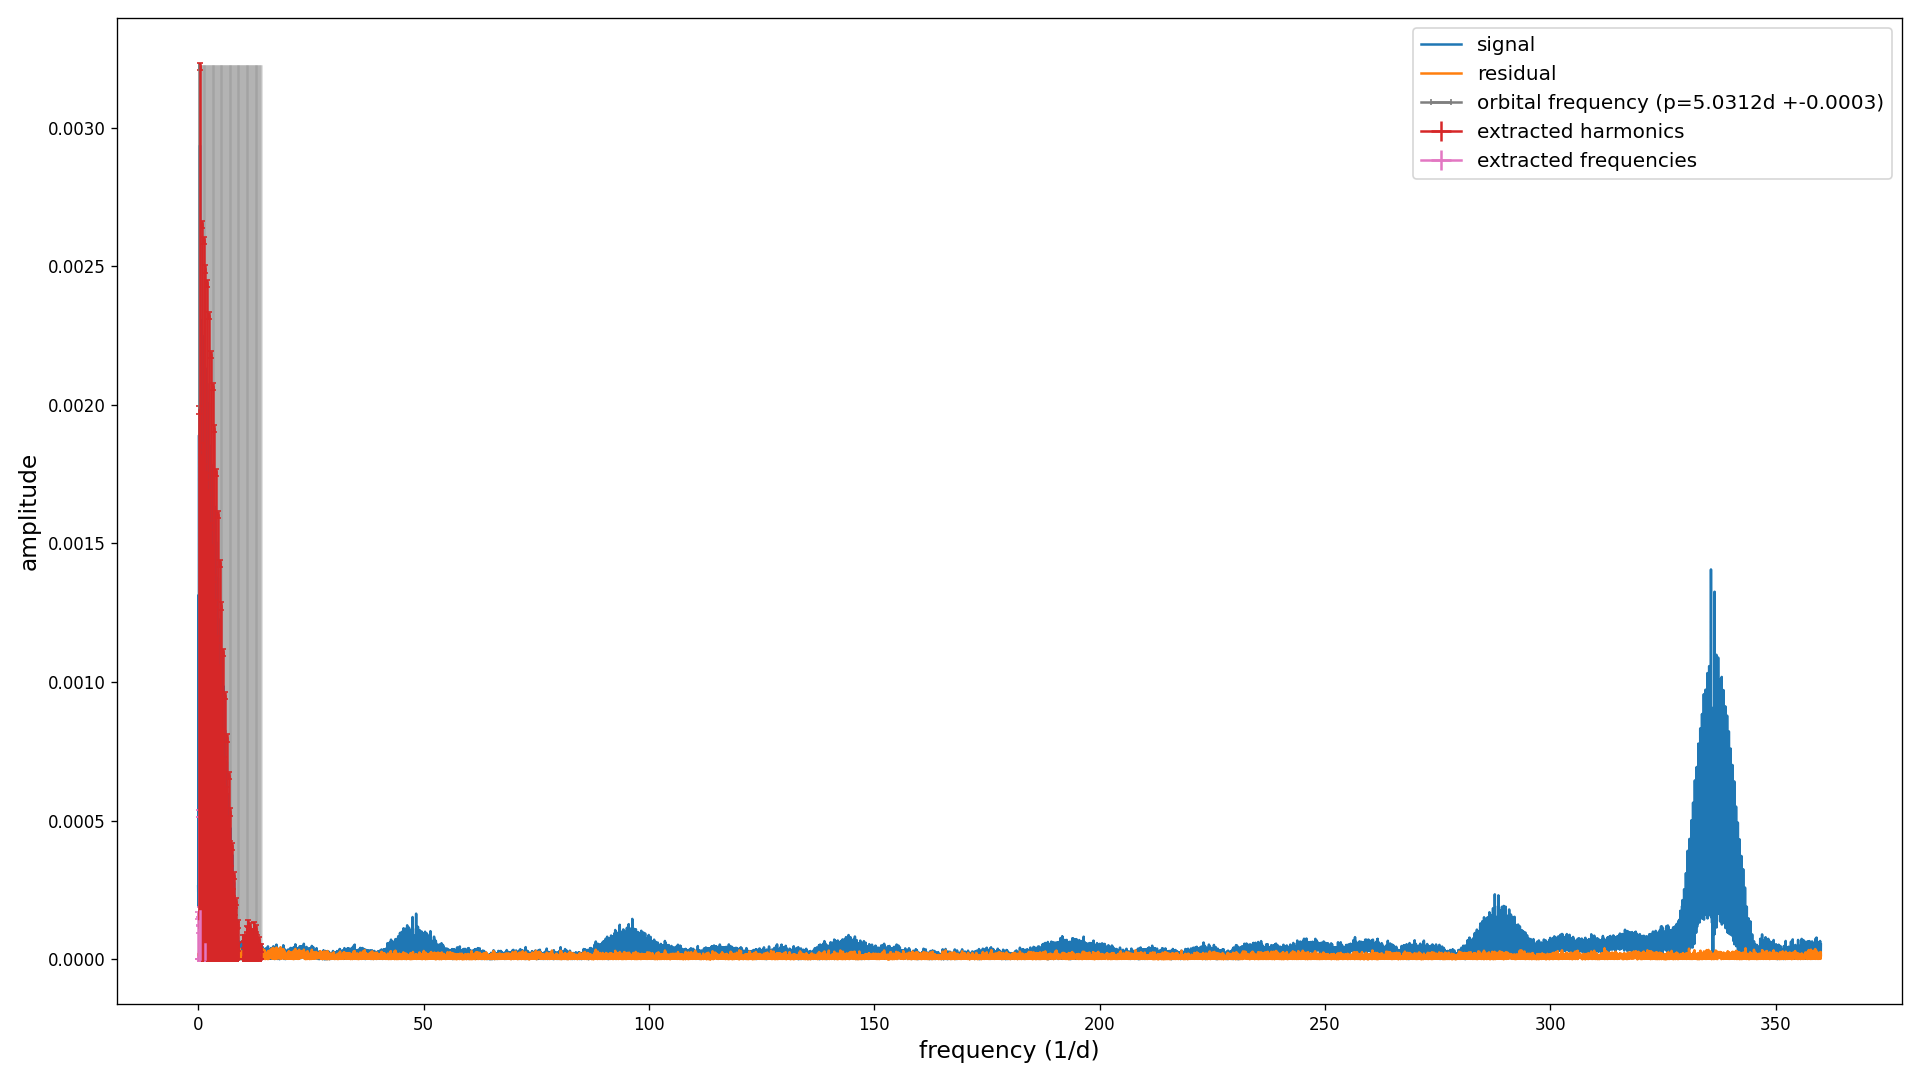 signal
residual
orbital frequency (p=5.0312d +-0.0003)
extracted harmonics
extracted frequencies
amplitude
0.0030
0.0025
0.0020
0.0015
0.0010
0.0005
0.0000
0 50 100 150 200 250 300 350
frequency (1/d)